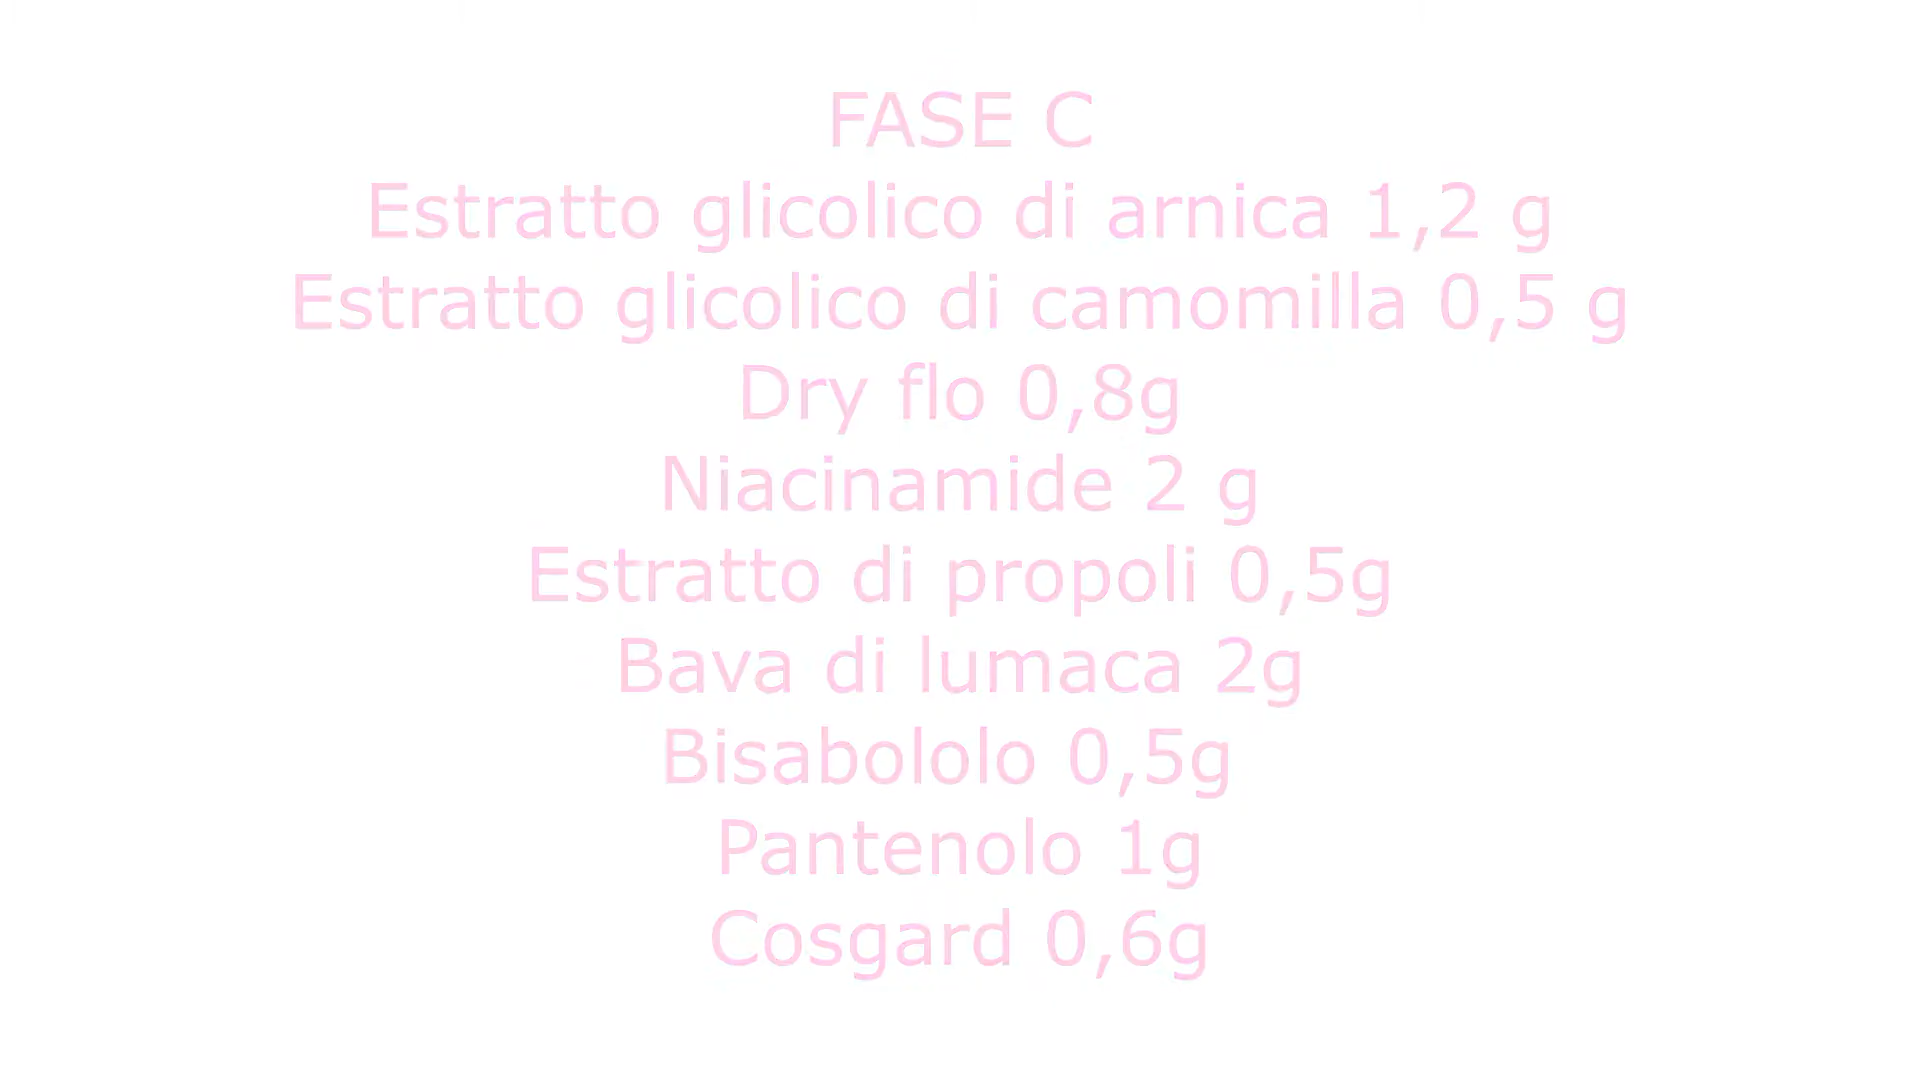 FASE C
Estratto glicolico di arnica 1,2 g
Estratto glicolico di camomilla 0,5 g
Dry flo 0,8g
Niacinamide 2 g
Estratto di propoli 0,5g
Bava di lumaca 2g
Bisabololo 0,5g
Pantenolo 1g
Cosgard 0,6g